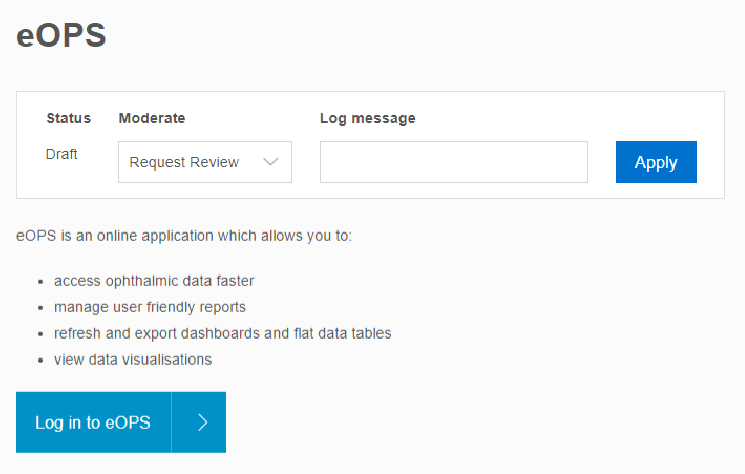 eOPS
Status Moderate Log message
Draft Request Review Apply
eOPS is an online application which allows you to:
access ophthalmic data faster
manage user friendly reports
refresh and export dashboards and flat data tables
view data visualisations
Log in to eOPS